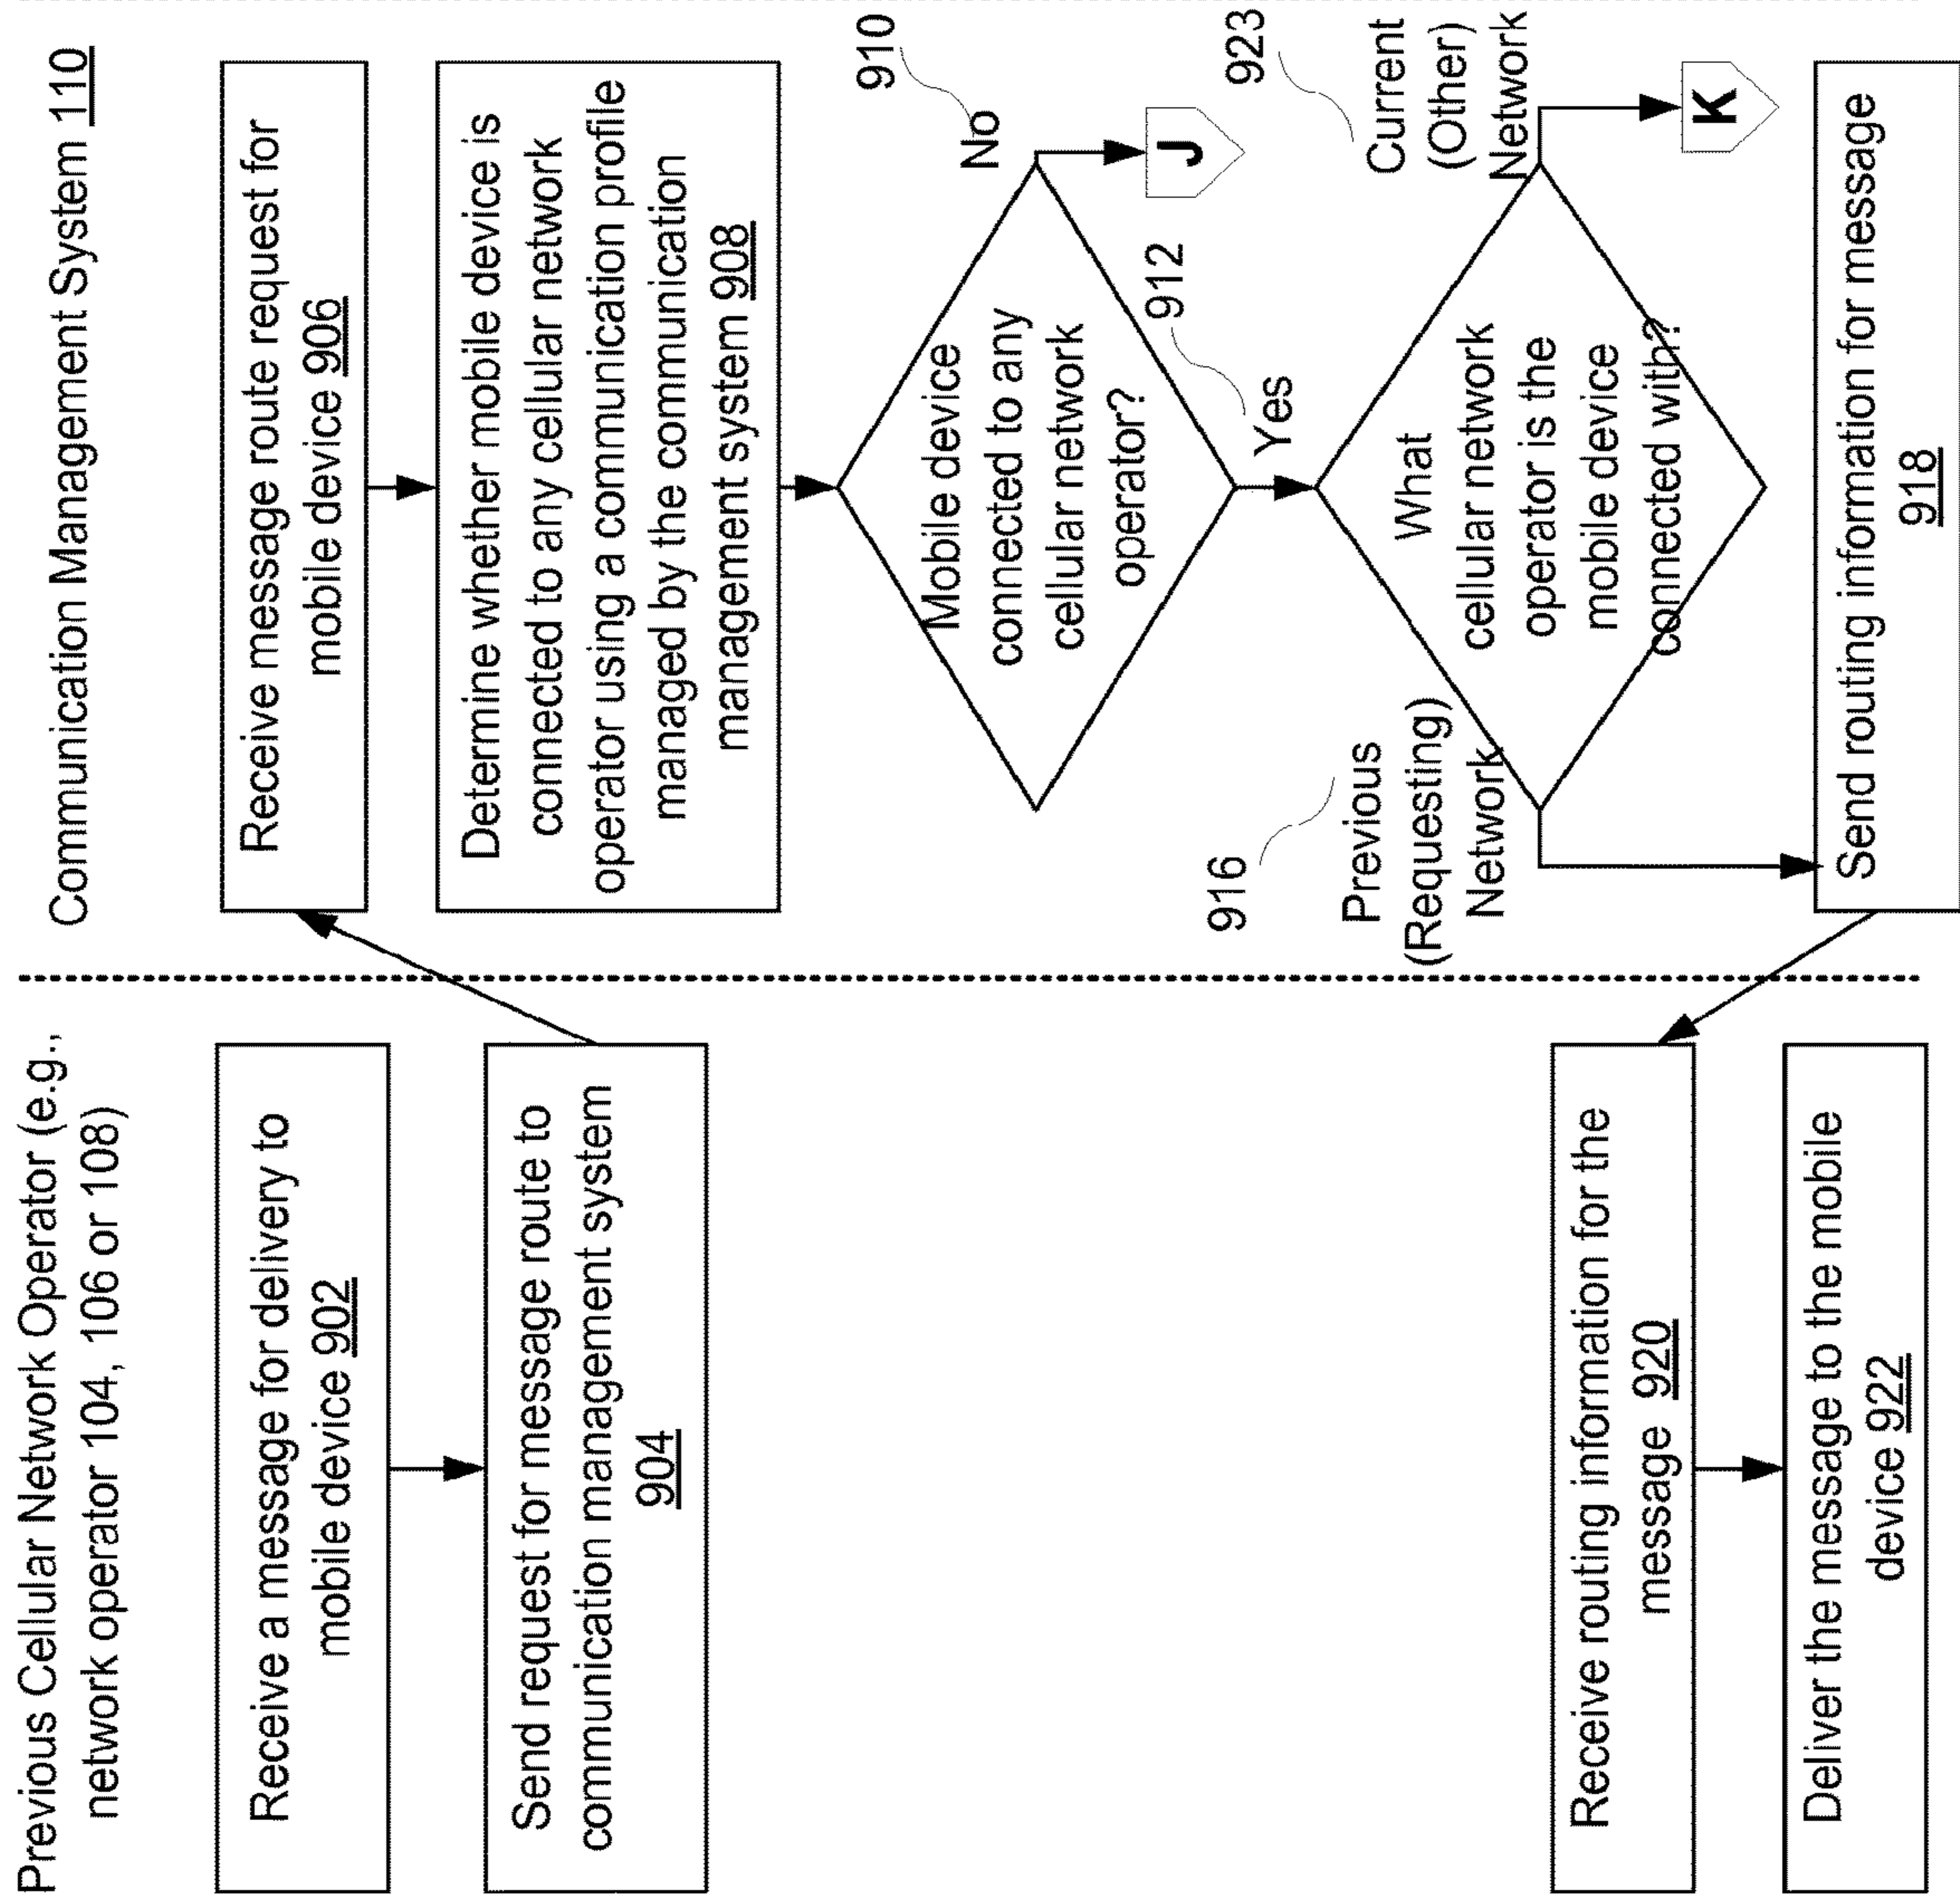 Previous Cellular Network Operator (e.g.,
network operator 104, 106 or 108)
Receive a message for delivery to
mobile device 902
Send request for message route to
communication management system
904
Receive routing information for the
message 920
Deliver the message to the mobile
device 922
Communication Management System 110
Receive message route request for
mobile device 906
Determine whether mobile device is
connected to any cellular network
operator using a communication profile
managed by the communication
management system 908
910
No
Mobile device
connected to any
cellular network
operator?
J
912
Yes
916
Previous
(Requesting)
Network
923
Current
(Other)
Network
What
cellular network
operator is the
mobile device
connected with?
K
Send routing information for message
918